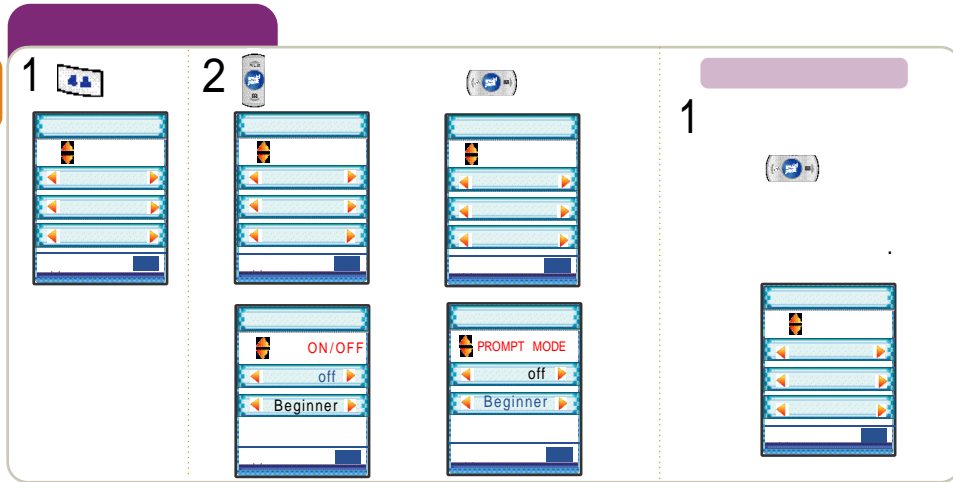 1
2
1
.
ON/OFF
off
Beginner
PROMPT MODE
off
Beginner